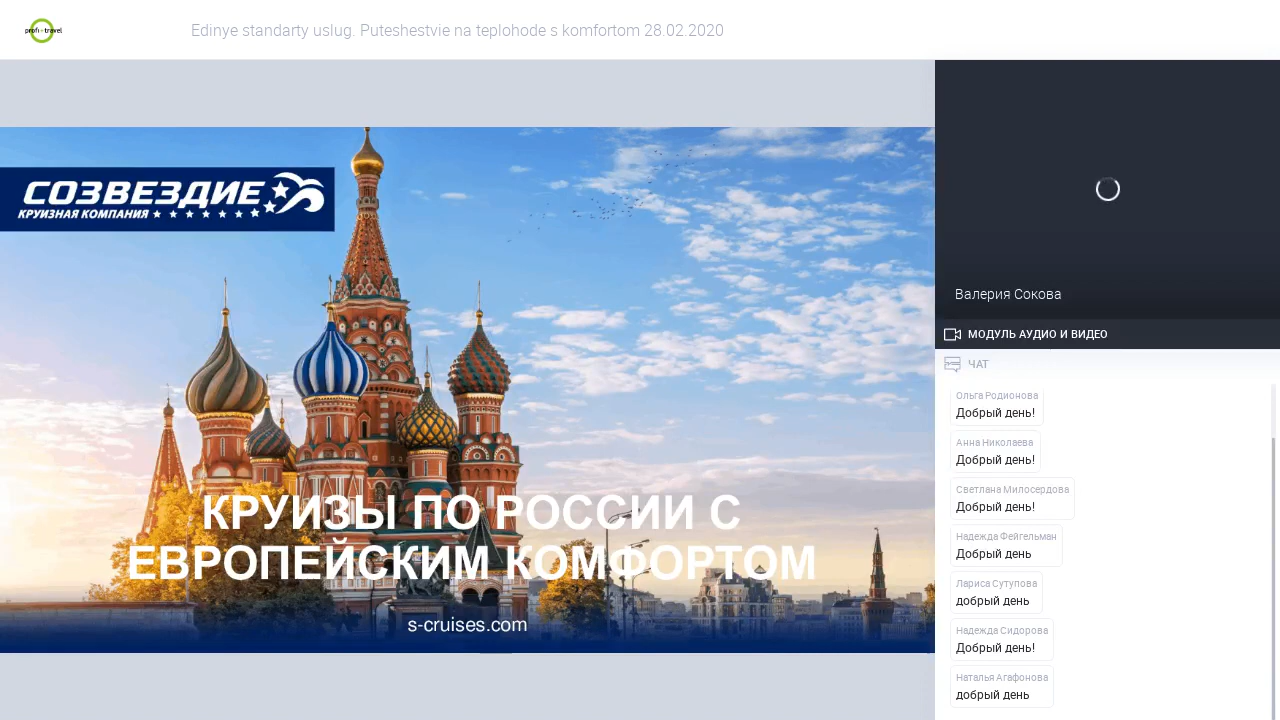 profi travel
Edinye standarty uslug. Puteshestvie na teplohode s komfortom 28.02.2020
СОЗВЕЗДИЕ
КРУИЗНАЯ КОМПАНИЯ
КРУИЗЫ ПО РОССИИ С
ЕВРОПЕЙСКИМ КОМФОРТОМ
s-cruises.com
Валерия Сокова
МОДУЛЬ АУДИО И ВИДЕО
ЧАТ
Ольга Родионова
Добрый день!
Анна Николаева
Добрый день!
Светлана Милосердова
Добрый день!
Надежда Фейгельман
Добрый день
Лариса Сутупова
добрый день
Надежда Сидорова
Добрый день!
Наталья Агафонова
добрый день